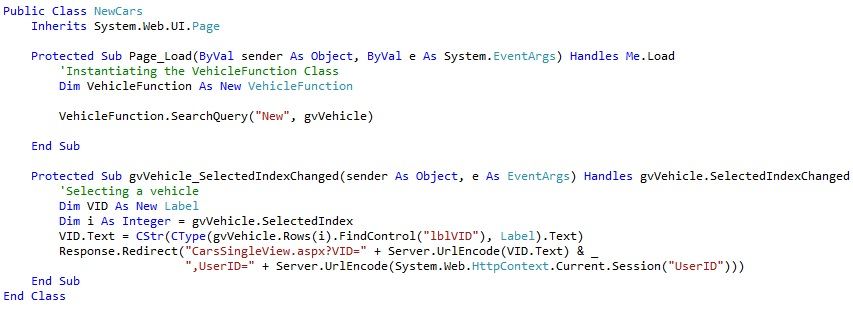 Public Class NewCars
Inherits System.Web.UI.Page
Protected Sub Page_Load(ByVal sender As Object, ByVal e As System.EventArgs) Handles Me.Load
'Instantiating the VehicleFunction Class
Dim VehicleFunction As New VehicleFunction
VehicleFunction.SearchQuery("New", gvVehicle)
End Sub
Protected Sub gvVehicle_SelectedIndexChanged(sender As Object, e As EventArgs) Handles gvVehicle.SelectedIndexChanged
'Selecting a vehicle
Dim VID As New Label
Dim i As Integer = gvVehicle.SelectedIndex
VID.Text = CStr(CType(gvVehicle.Rows(i).FindControl("lblVID"), Label).Text)
Response.Redirect("CarsSingleView.aspx?VID=" + Server.UrlEncode(VID.Text) & _
",UserID=" + Server.UrlEncode(System.Web.HttpContext.Current.Session("UserID")))
End Sub
End Class